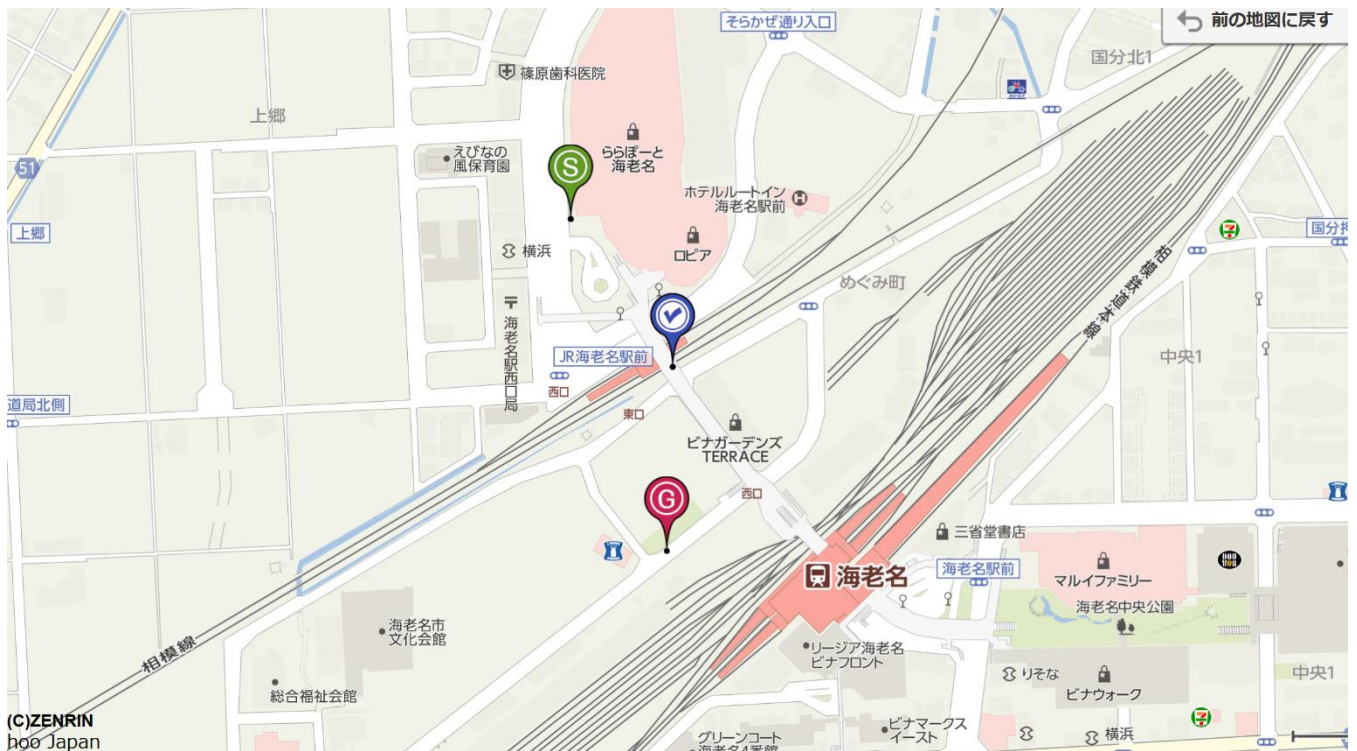 そらかぜ通り入口
前の地図に戻す
国分北1
篠原歯科医院
上郷
えびなの
風保育園
ららぽーと
海老名
S
51
ホテルルートイン
海老名駅前
H
7
上郷
国分
横浜
ロピア
めぐみ町
相模鉄道本線
海老名駅西口局
JR海老名駅前
中央1
西口
道局北側
東口
ビナガーデンズ
TERRACE
西口
G
三省堂書店
海老名
海老名駅前
マルイファミリー
海老名中央公園
海老名市
文化会館
相模線
リージア海老名
ビナフロント
りそな
中央1
総合福祉会館
ビナウォーク
(C)ZENRIN
hoo Japan
ビナマークス
イースト
横浜
7
グリーンコート
海老名4番館